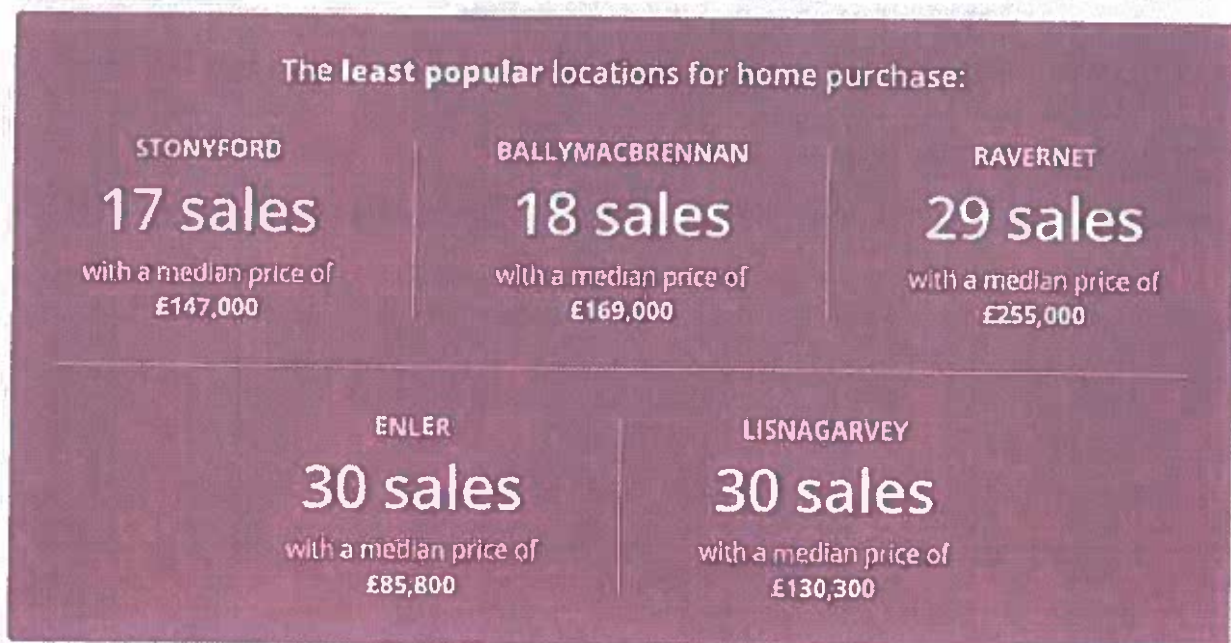 The least popular locations for home purchase:
STONYFORD
17 sales
with a median price of
£147,000
BALLYMACBRENNAN
18 sales
with a median price of
£169,000
RAVERNET
29 sales
with a median price of
£255,000
ENLER
30 sales
with a median price of
£85,800
LISNAGARVEY
30 sales
with a median price of
£130,300